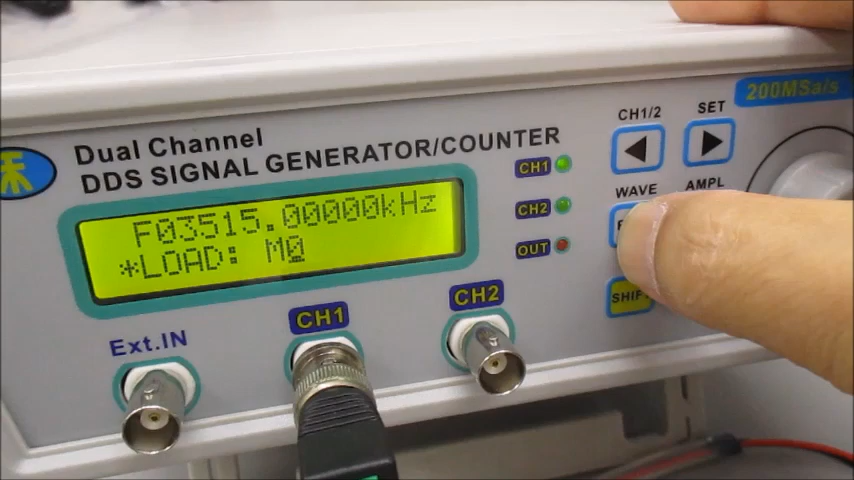 200MSa/s
CH1/2
SET
Dual Channel
DDS SIGNAL GENERATOR/COUNTER
CH1
WAVE
AMPL
F03515.00000kHz
CH2
*LOAD: M0
OUT
SHIFT
CH1
CH2
Ext.IN